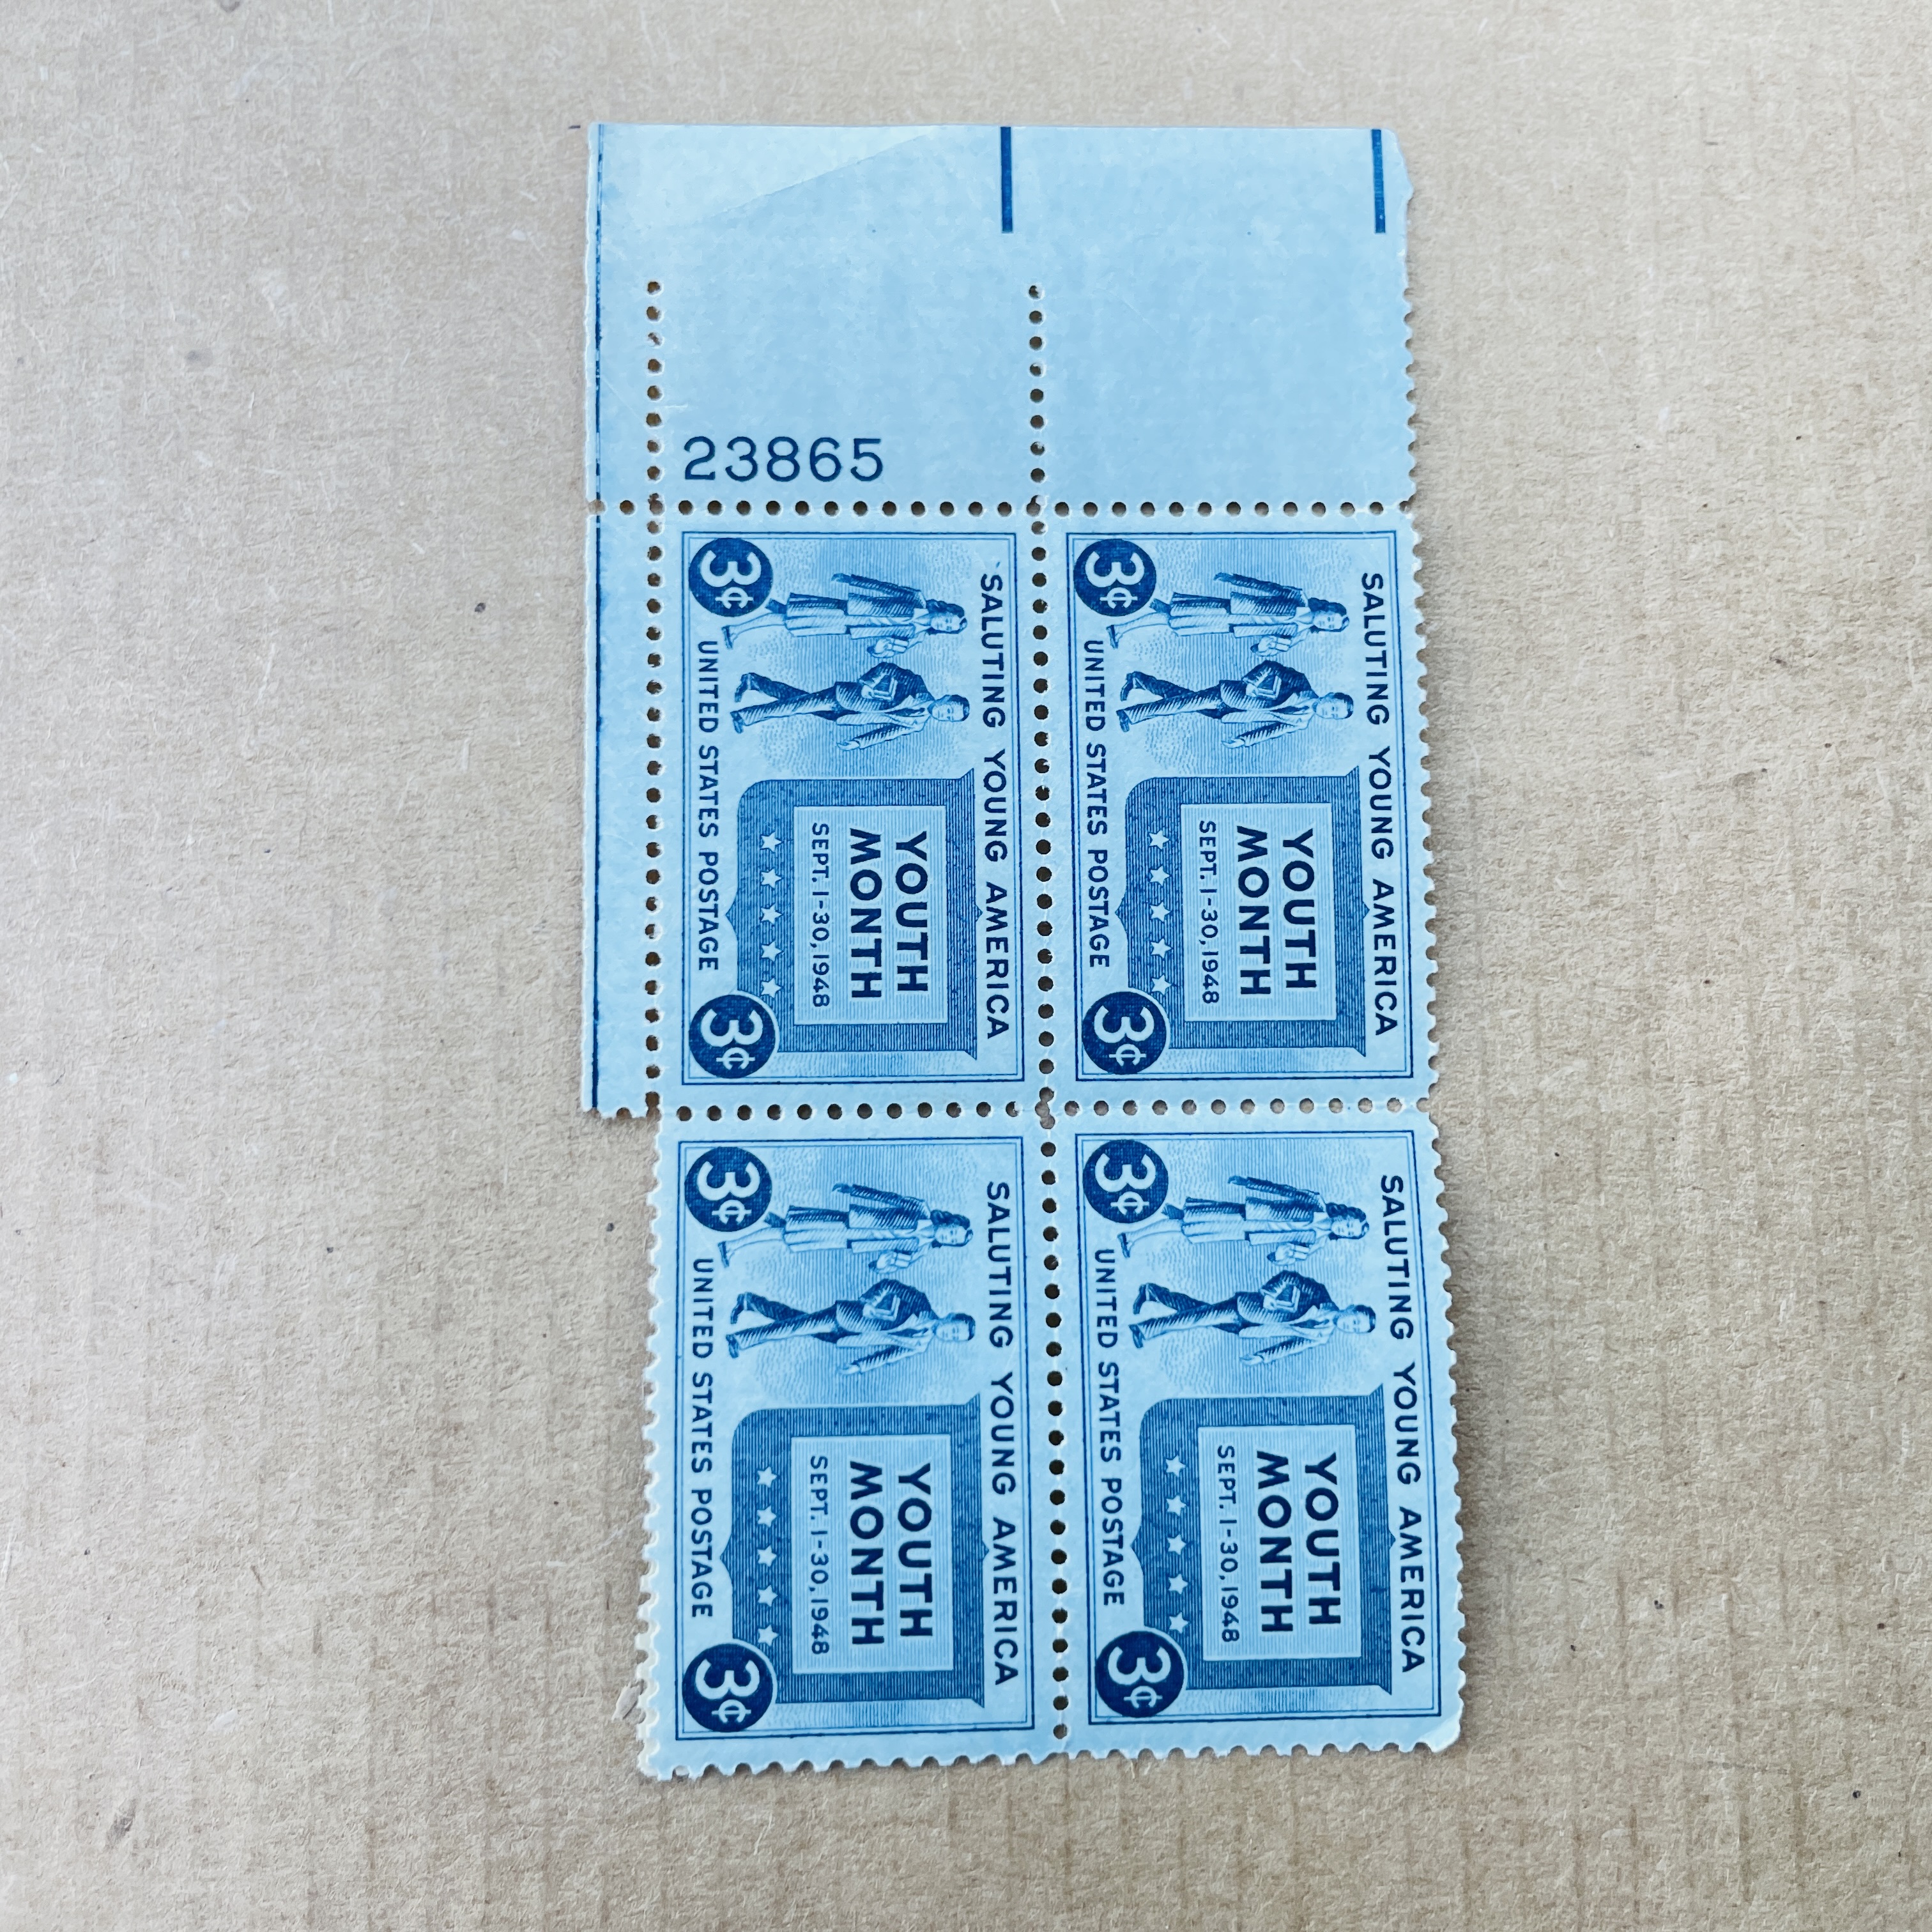 23865
SALUTING YOUNG AMERICA
YOUTH
MONTH
SEPT. 1-30, 1948
3¢ UNITED STATES POSTAGE 3¢
SALUTING YOUNG AMERICA
YOUTH
MONTH
SEPT. 1-30, 1948
3¢ UNITED STATES POSTAGE 3¢
SALUTING YOUNG AMERICA
YOUTH
MONTH
SEPT. 1-30, 1948
3¢ UNITED STATES POSTAGE 3¢
SALUTING YOUNG AMERICA
YOUTH
MONTH
SEPT. 1-30, 1948
3¢ UNITED STATES POSTAGE 3¢